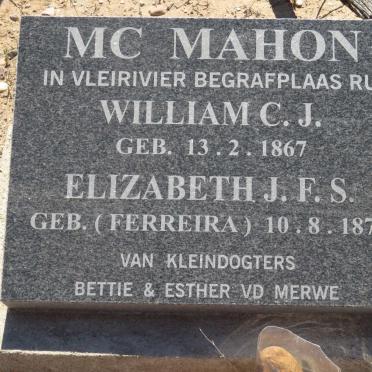 MC MAHON
IN VLEIRIVIER BEGRAFPLAAS RU
WILLIAM C. J.
GEB. 13 . 2 . 1867
ELIZABETH J. F. S.
GEB. ( FERREIRA ) 10 . 8 . 187
VAN KLEINDOGTERS
BETTIE & ESTHER VD MERWE